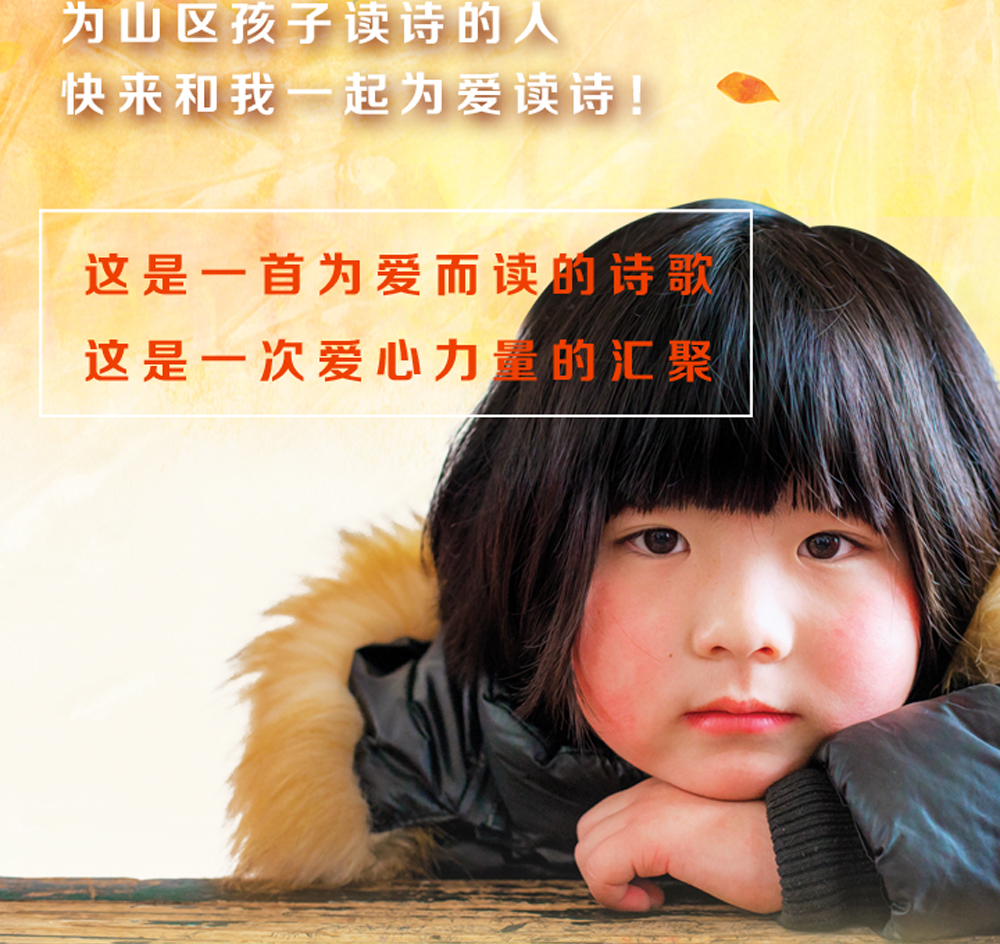 为山区孩子读诗的人
快来和我一起为爱读诗！
这是一首为爱而读的诗歌
这是一次爱心力量的汇聚